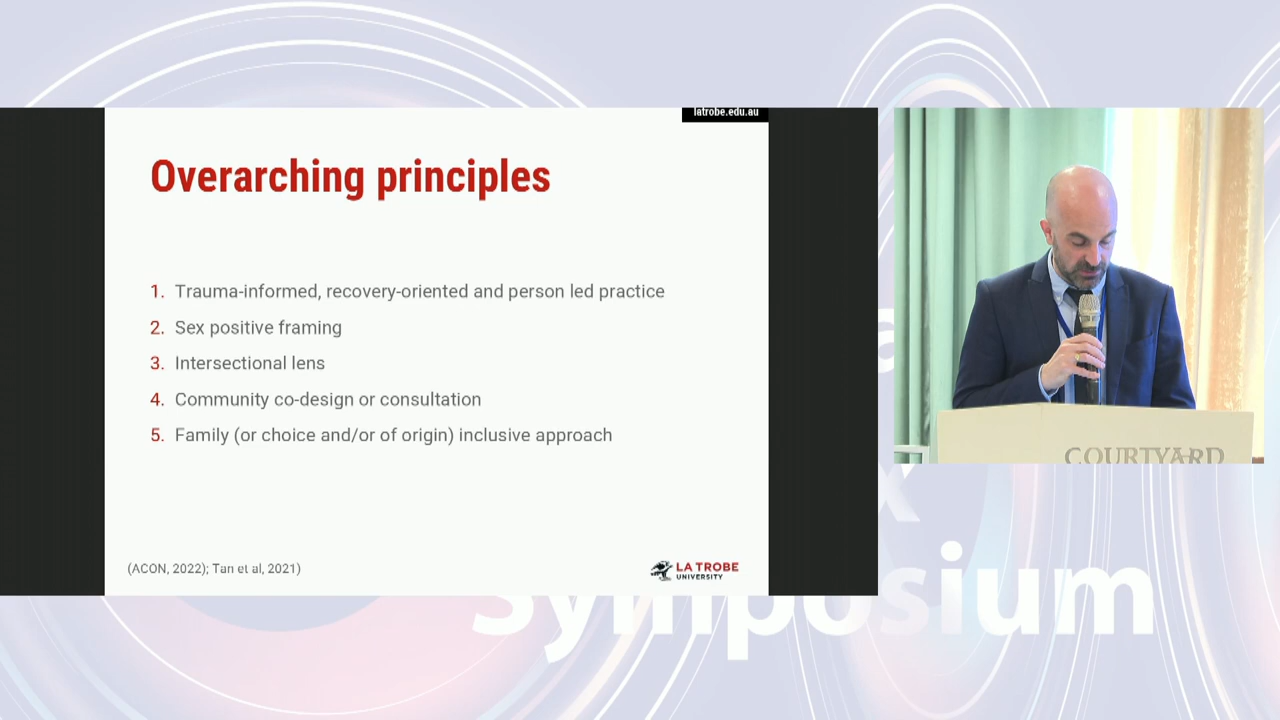 latrobe.edu.au
Overarching principles
1. Trauma-informed, recovery-oriented and person led practice
2. Sex positive framing
3. Intersectional lens
4. Community co-design or consultation
5. Family (or choice and/or of origin) inclusive approach
(ACON, 2022); Tan et al, 2021)
LA TROBE
UNIVERSITY
COURTYARD
Symposium